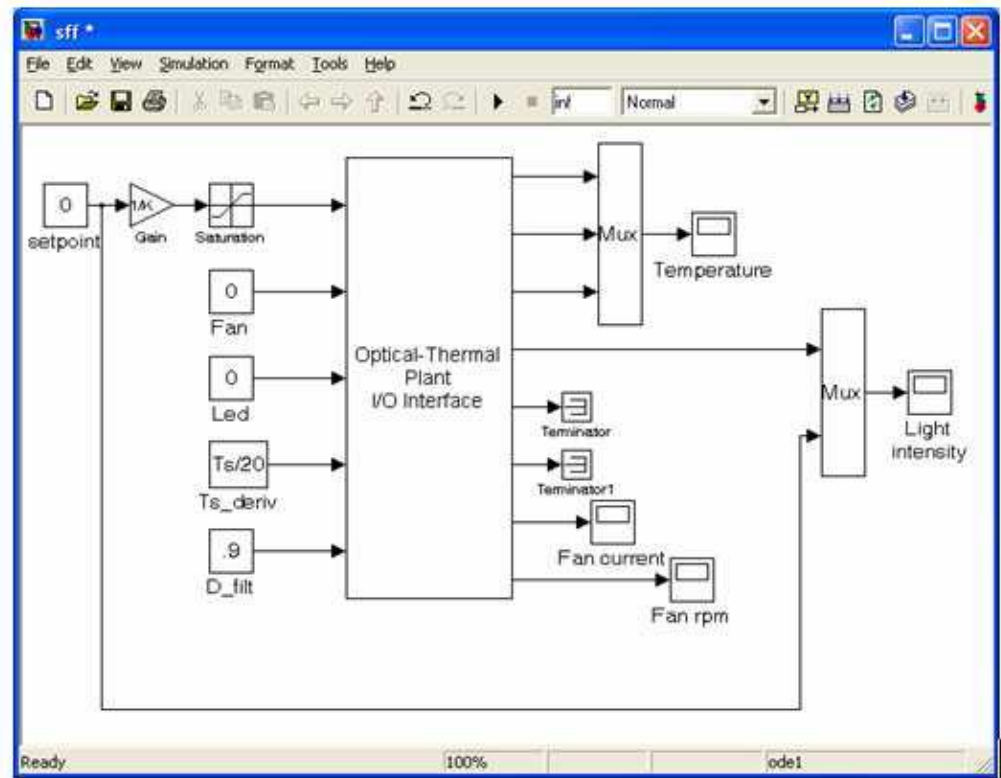 sff *
File Edit View Simulation Format Tools Help
inf Normal
0
setpoint
1/K
Gain
Saturation
0
Fan
0
Led
Ts/20
Ts_deriv
.9
D_filt
Optical-Thermal
Plant
I/O Interface
Mux
Temperature
Mux
Light
intensity
Terminator
Terminator1
Fan current
Fan rpm
Ready 100% ode1